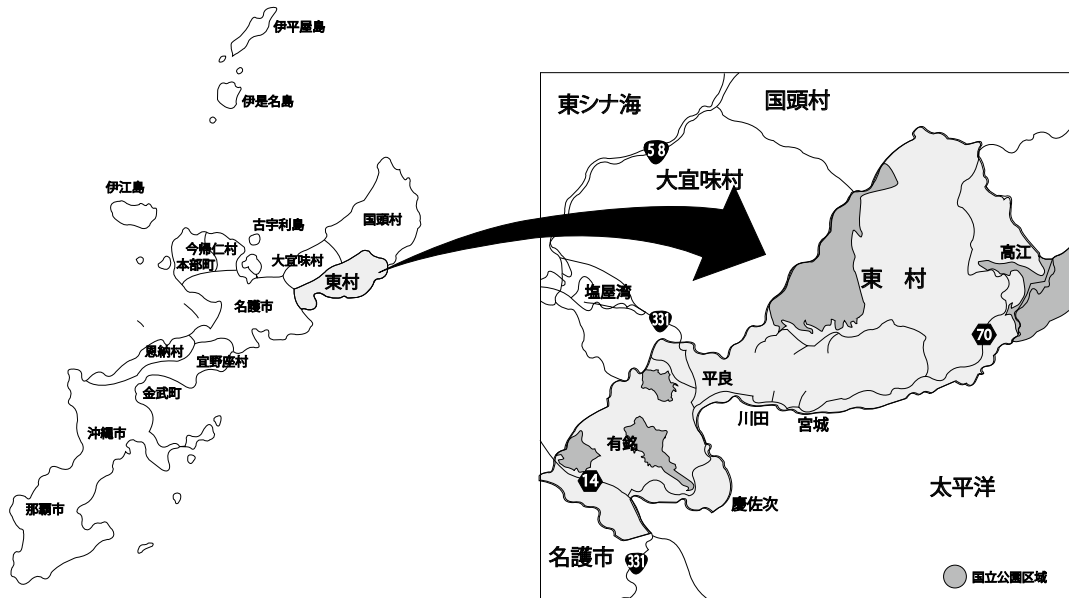 伊平屋島
伊是名島
伊江島
古宇利島
国頭村
今帰仁村
本部町
大宜味村
東村
名護市
恩納村
宜野座村
金武町
沖縄市
那覇市
東シナ海
国頭村
58
大宜味村
高江
東 村
塩屋湾
331
70
平良
川田
宮城
有銘
14
慶佐次
太平洋
名護市
331
国立公園区域